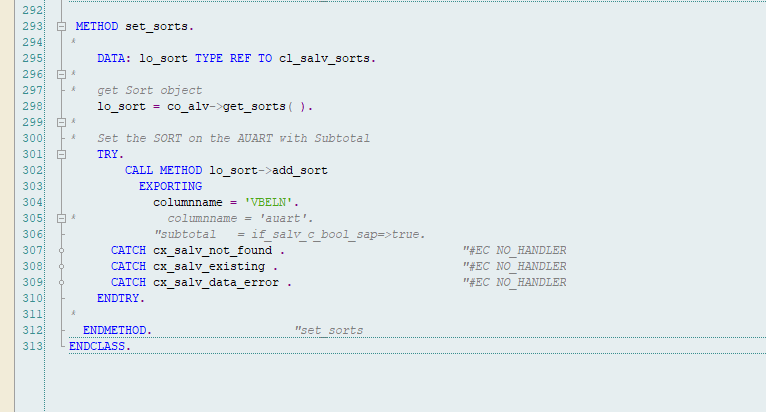 292
293 METHOD set_sorts.
294 *
295 DATA: lo_sort TYPE REF TO cl_salv_sorts.
296 *
297 * get Sort object
298 lo_sort = co_alv->get_sorts( ).
299 *
300 * Set the SORT on the AUART with Subtotal
301 TRY.
302 CALL METHOD lo_sort->add_sort
303 EXPORTING
304 columnname = 'VBELN'.
305 * columnname = 'auart'.
306 "subtotal = if_salv_c_bool_sap=>true.
307 CATCH cx_salv_not_found . "#EC NO_HANDLER
308 CATCH cx_salv_existing . "#EC NO_HANDLER
309 CATCH cx_salv_data_error . "#EC NO_HANDLER
310 ENDTRY.
311 *
312 ENDMETHOD. "set_sorts
313 ENDCLASS.